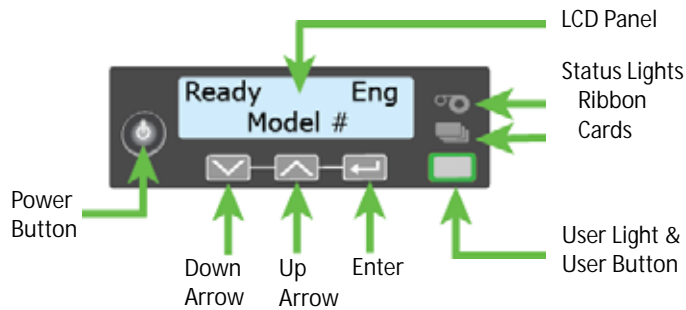 LCD Panel
Status Lights
Ribbon
Cards
Ready Eng
Model #
Power
Button
Down
Arrow
Up
Arrow
Enter
User Light &
User Button